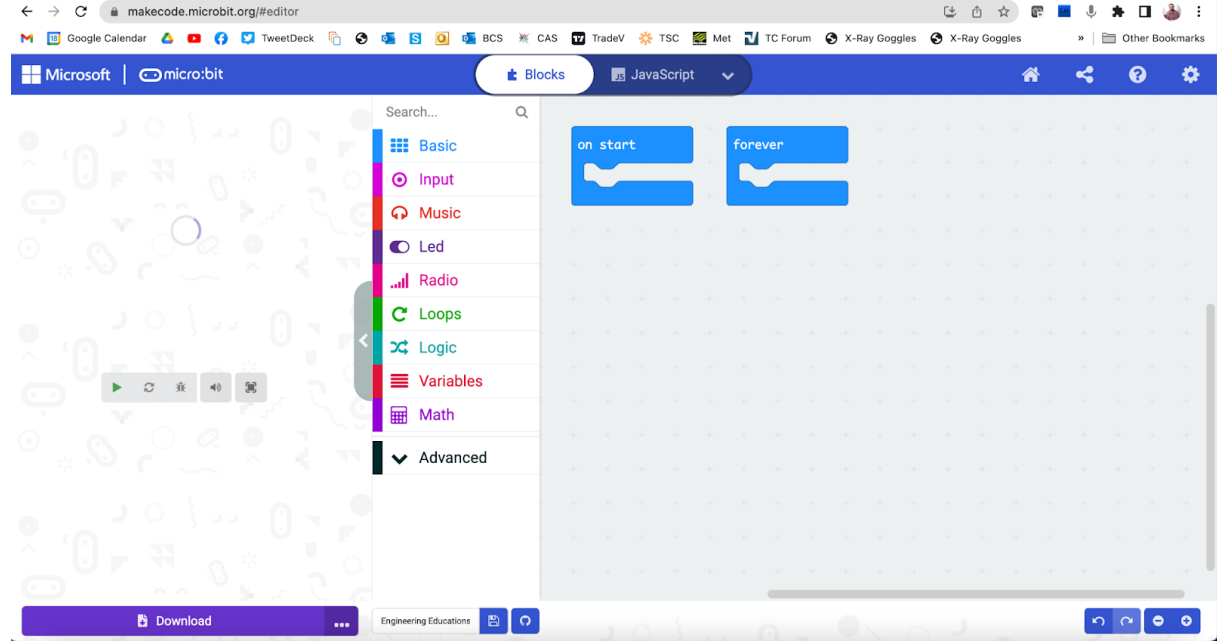 makecode.microbit.org/#editor
Google Calendar TweetDeck BCS CAS TradeV TSC Met TC Forum X-Ray Goggles X-Ray Goggles » Other Bookmarks
Microsoft micro:bit Blocks JS JavaScript
Search...
Basic
Input
Music
Led
Radio
Loops
Logic
Variables
Math
Advanced
on start
forever
Download ...
Engineering Educations